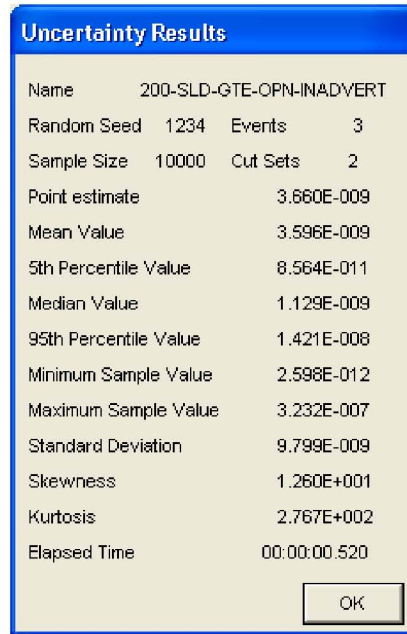 Uncertainty Results
Name 200-SLD-GTE-OPN-INADVERT
Random Seed 1234 Events 3
Sample Size 10000 Cut Sets 2
Point estimate 3.660E-009
Mean Value 3.596E-009
5th Percentile Value 8.564E-011
Median Value 1.129E-009
95th Percentile Value 1.421E-008
Minimum Sample Value 2.598E-012
Maximum Sample Value 3.232E-007
Standard Deviation 9.799E-009
Skewness 1.260E+001
Kurtosis 2.767E+002
Elapsed Time 00:00:00.520
OK